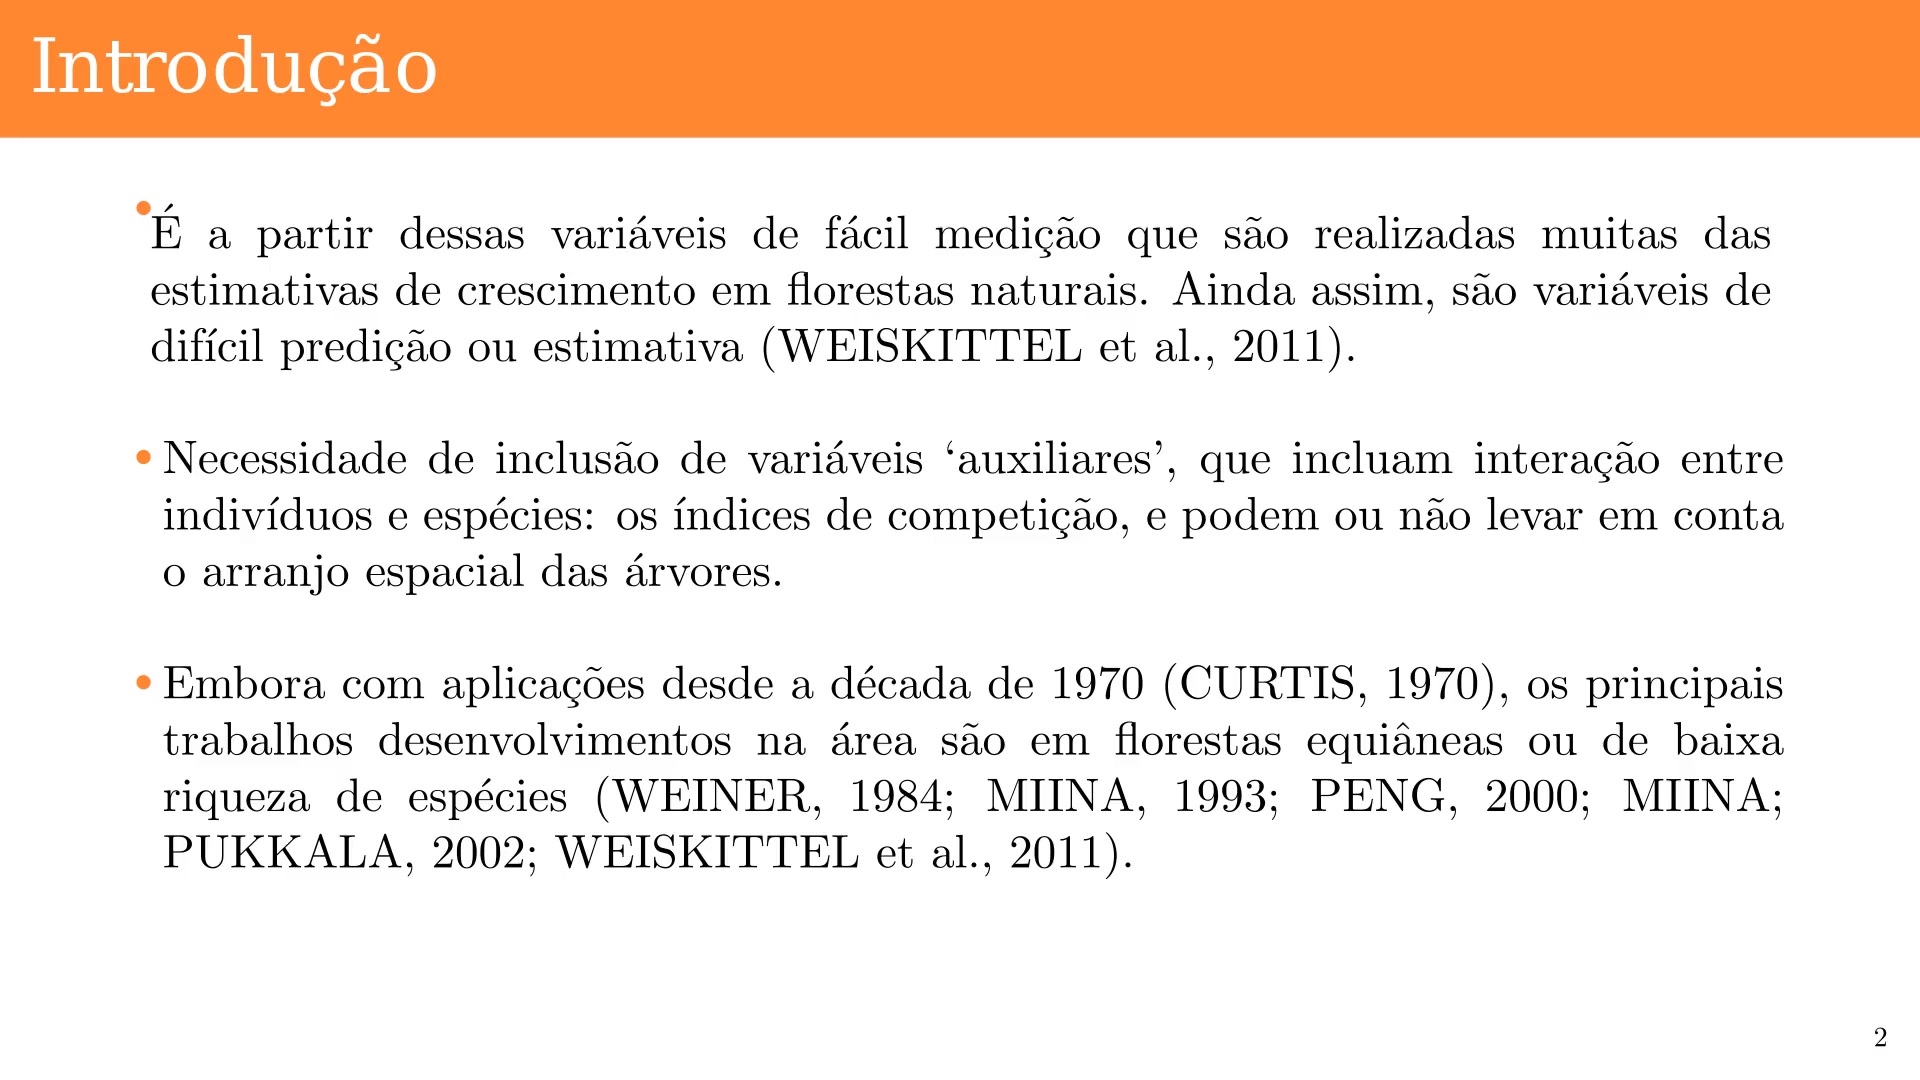 Introdução
• É a partir dessas variáveis de fácil medição que são realizadas muitas das
estimativas de crescimento em florestas naturais. Ainda assim, são variáveis de
difícil predição ou estimativa (WEISKITTEL et al., 2011).
• Necessidade de inclusão de variáveis ‘auxiliares’, que incluam interação entre
indivíduos e espécies: os índices de competição, e podem ou não levar em conta
o arranjo espacial das árvores.
• Embora com aplicações desde a década de 1970 (CURTIS, 1970), os principais
trabalhos desenvolvimentos na área são em florestas equiâneas ou de baixa
riqueza de espécies (WEINER, 1984; MIINA, 1993; PENG, 2000; MIINA;
PUKKALA, 2002; WEISKITTEL et al., 2011).
2